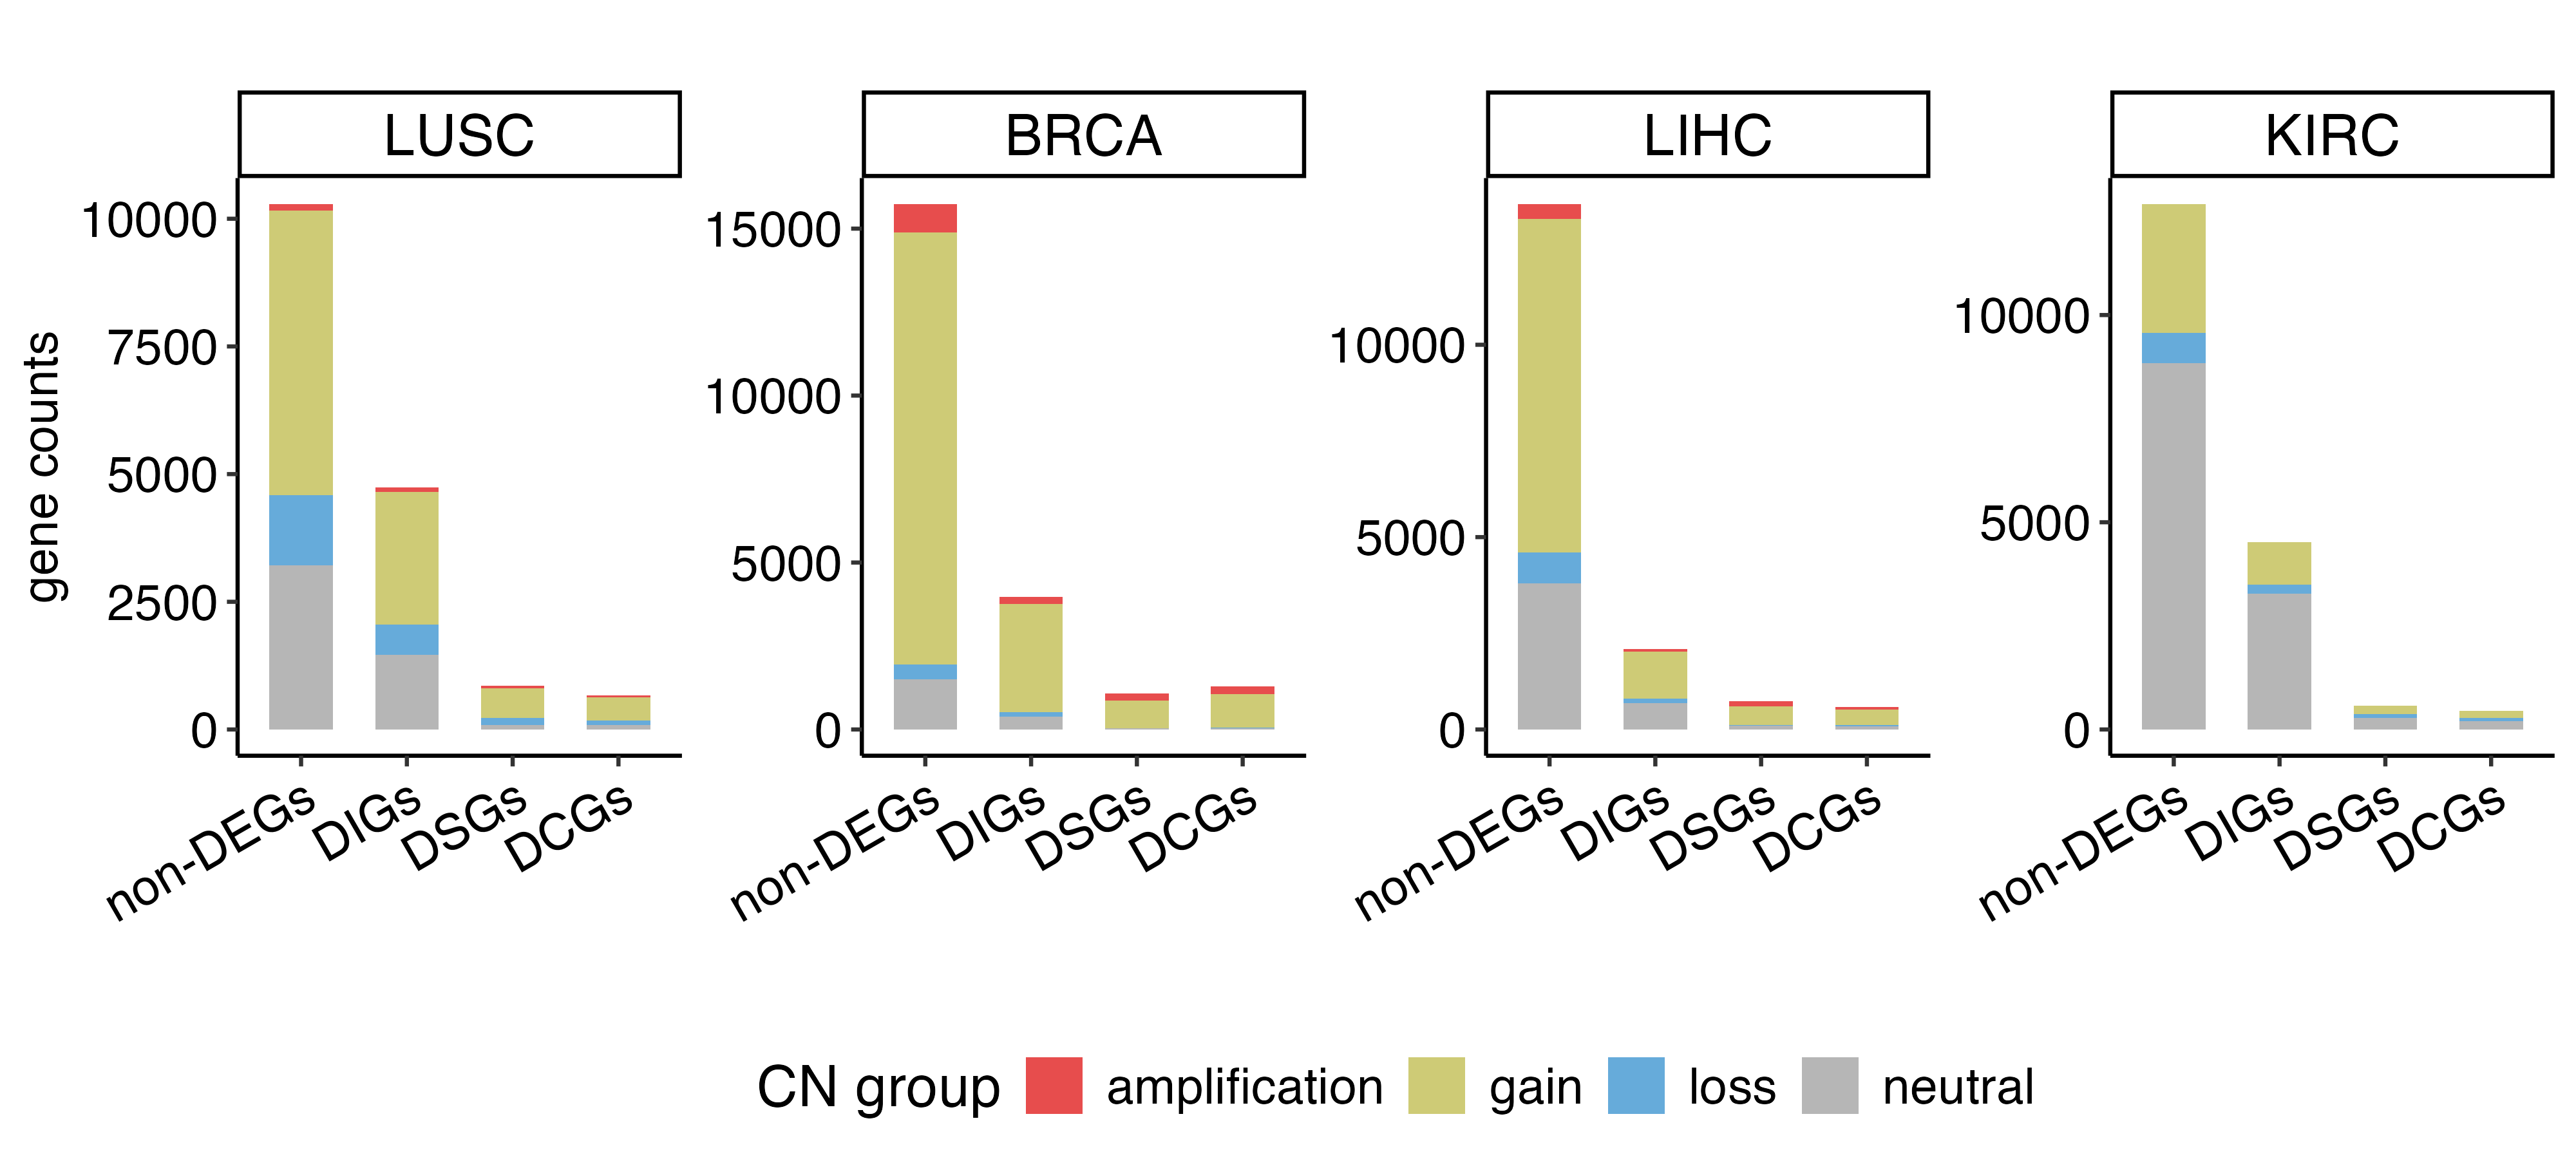 LUSC
BRCA
LIHC
KIRC
gene counts
10000
7500
5000
2500
0
15000
10000
5000
0
10000
5000
0
10000
5000
0
non-DEGs
DIGs
DSGs
DCGs
non-DEGs
DIGs
DSGs
DCGs
non-DEGs
DIGs
DSGs
DCGs
non-DEGs
DIGs
DSGs
DCGs
CN group amplification gain loss neutral